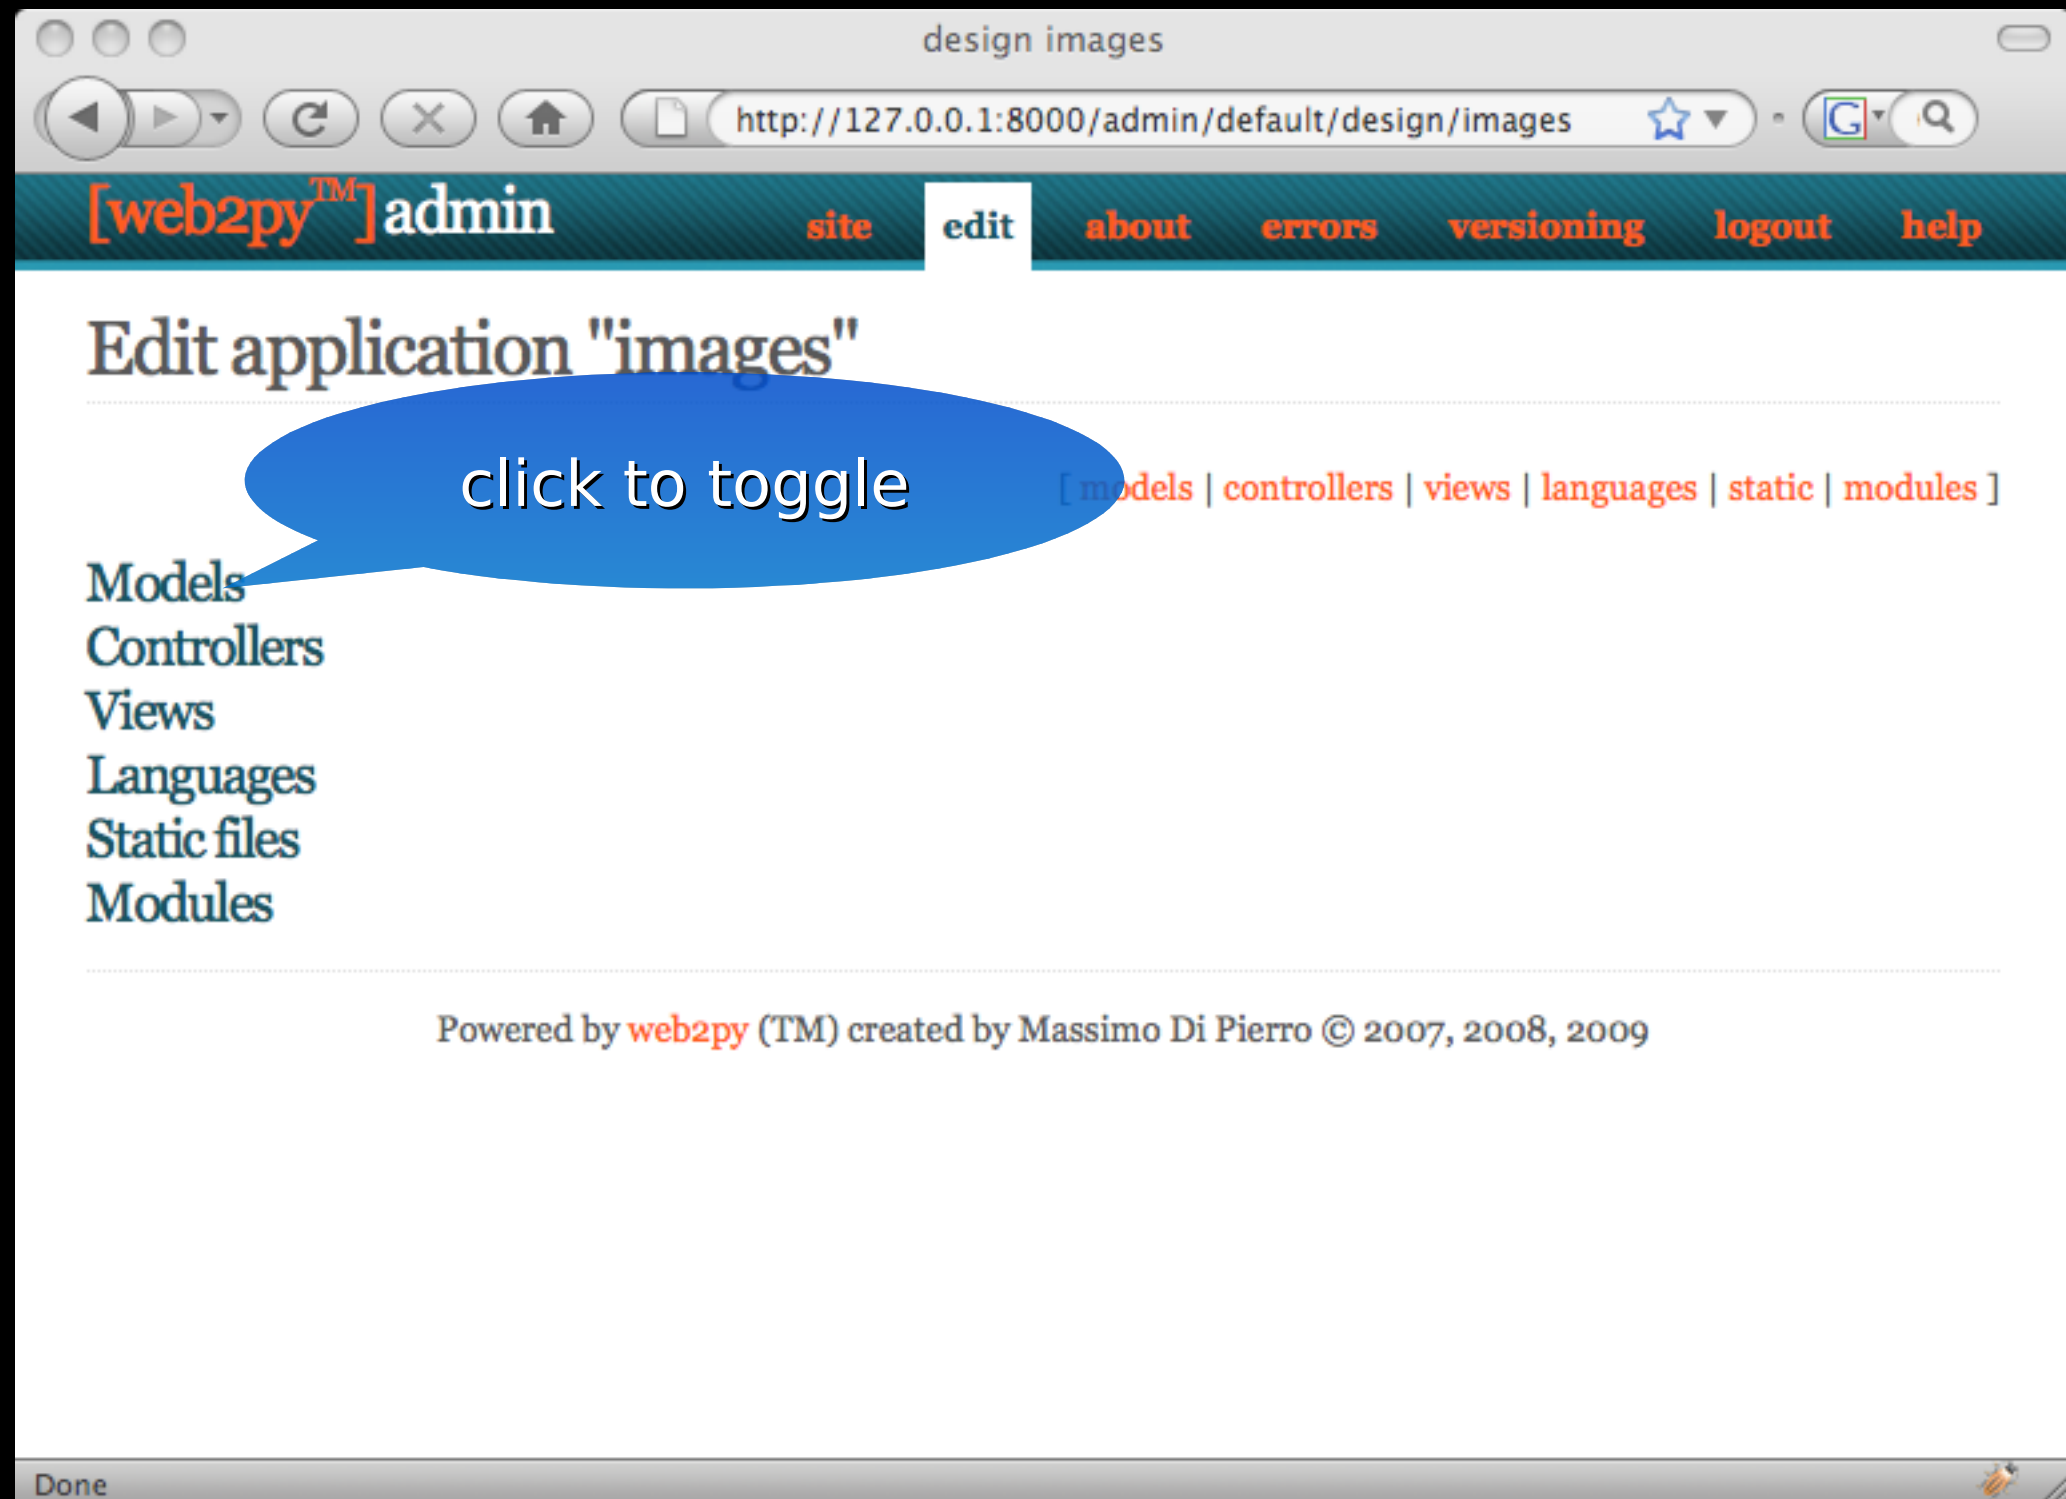 design images
http://127.0.0.1:8000/admin/default/design/images
G
[web2py™] admin
site edit about errors versioning logout help
Edit application "images"
click to toggle
[ models | controllers | views | languages | static | modules ]
Models
Controllers
Views
Languages
Static files
Modules
Powered by web2py (TM) created by Massimo Di Pierro © 2007, 2008, 2009
Done